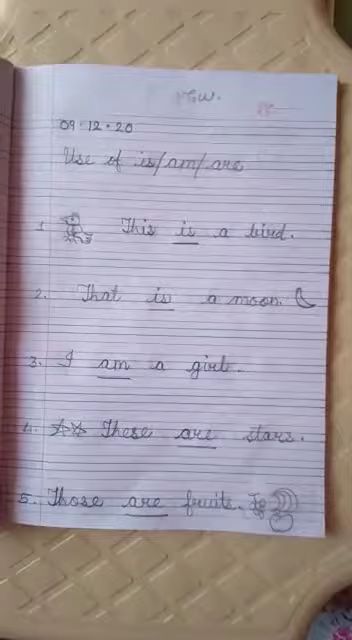 H.W.
09.12.20
Use of is/am/are
1. This is a bird.
2. That is a moon.
3. I am a girl.
4. These are stars.
5. Those are fruits.